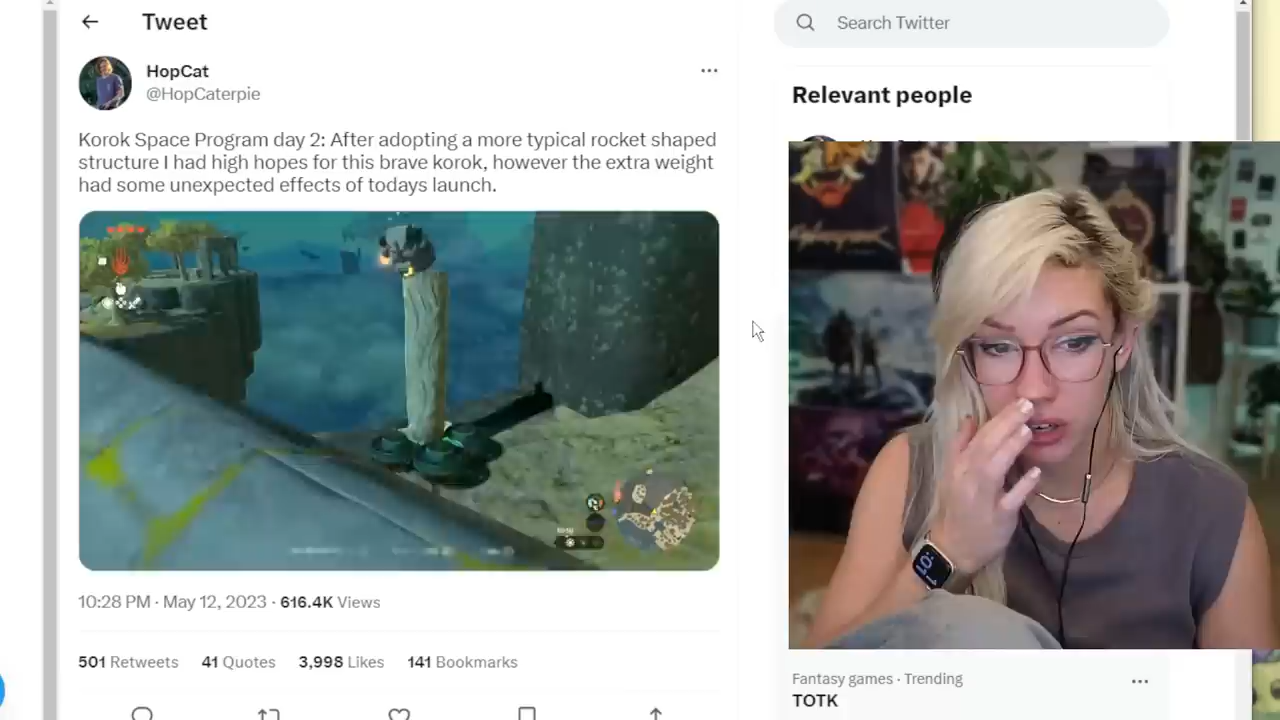 Tweet
Search Twitter
HopCat
@HopCaterpie
Relevant people
Korok Space Program day 2: After adopting a more typical rocket shaped
structure I had high hopes for this brave korok, however the extra weight
had some unexpected effects of todays launch.
10:28 PM · May 12, 2023 · 616.4K Views
501 Retweets 41 Quotes 3,998 Likes 141 Bookmarks
Fantasy games · Trending
TOTK